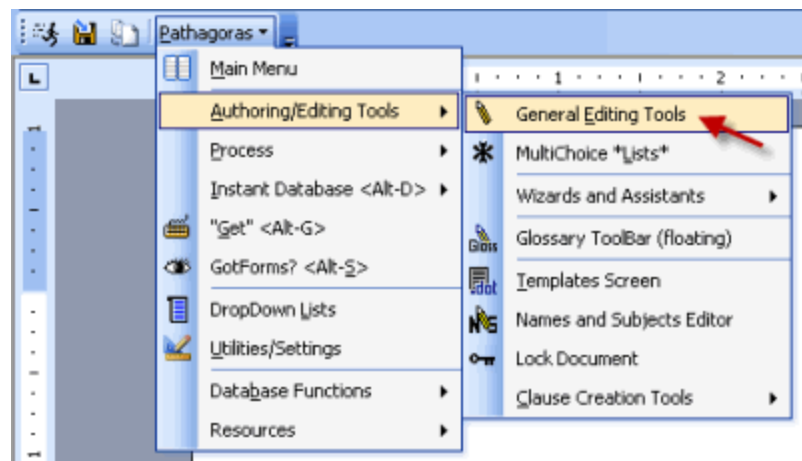 Pathagoras
Main Menu
Authoring/Editing Tools
Process
Instant Database <Alt-D>
"Get" <Alt-G>
GotForms? <Alt-S>
DropDown Lists
Utilities/Settings
Database Functions
Resources
L
1 2
General Editing Tools
MultiChoice *Lists*
Wizards and Assistants
Gloss
Glossary ToolBar (floating)
.dot
Templates Screen
N&S
Names and Subjects Editor
Lock Document
Clause Creation Tools